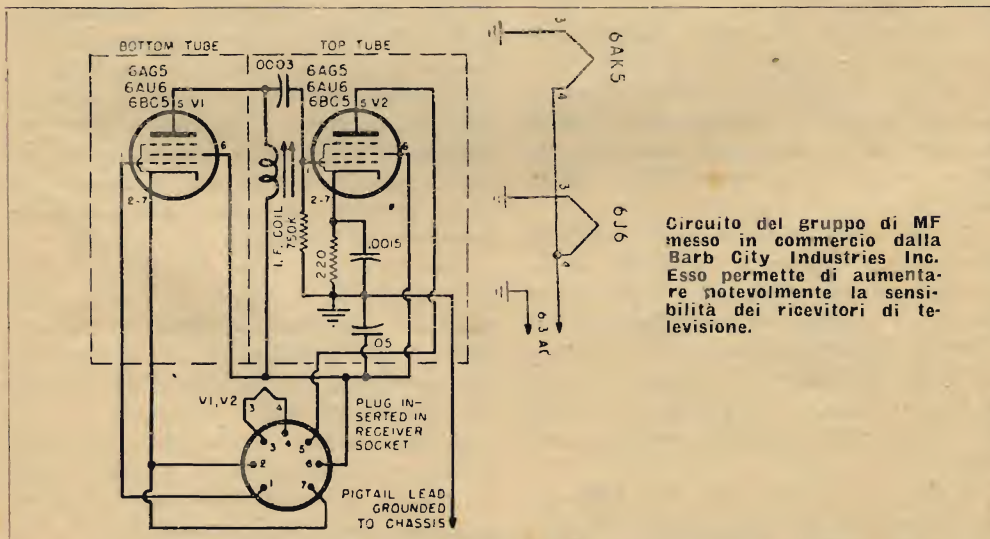 BOTTOM TUBE
TOP TUBE
.0003
6AG5
6AU6
6BC5
5 V1
6AG5
6AU6
6BC5
5 V2
6
6
1
2-7
2-7
I.F. COIL
750K
220
.0015
.05
V1,V2
3
4
3
4
5
2
6
1
7
PLUG IN-
SERTED IN
RECEIVER
SOCKET
PIGTAIL LEAD
GROUNDED
TO CHASSIS
3
4
6AK5
3
6J6
6.3 AC
Circuito del gruppo di MF
messo in commercio dalla
Barb City Industries Inc.
Esso permette di aumenta-
re notevolmente la sensi-
bilità dei ricevitori di te-
levisione.